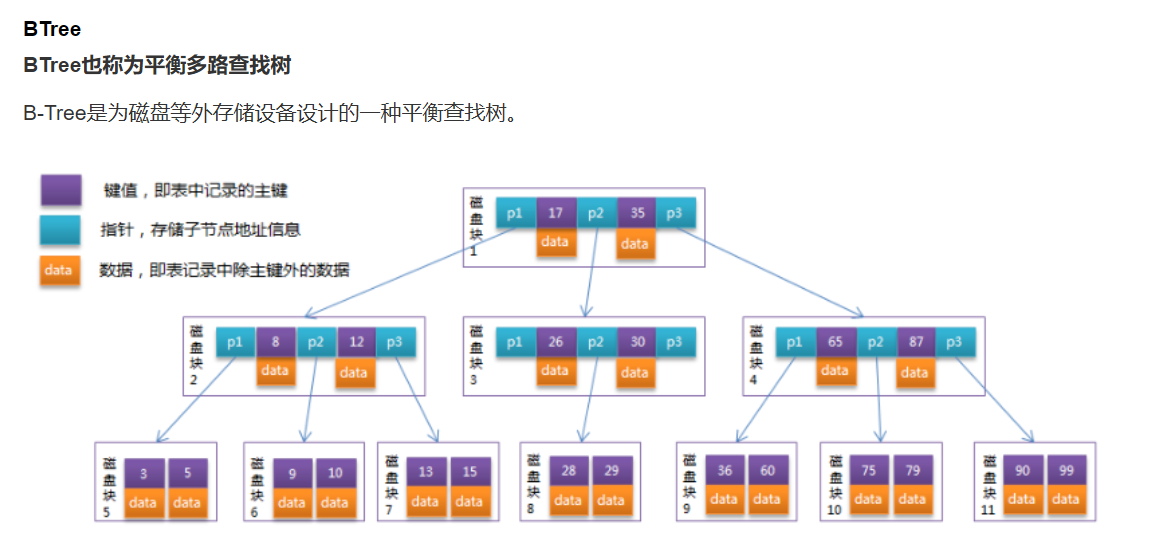 BTree
BTree也称为平衡多路查找树
B-Tree是为磁盘等外存储设备设计的一种平衡查找树。
键值，即表中记录的主键
指针，存储子节点地址信息
data 数据，即表记录中除主键外的数据
磁盘块1 p1 17 p2 35 p3
data data
磁盘块2 p1 8 p2 12 p3
data data
磁盘块3 p1 26 p2 30 p3
data data
磁盘块4 p1 65 p2 87 p3
data data
磁盘块5 3 5
data data
磁盘块6 9 10
data data
磁盘块7 13 15
data data
磁盘块8 28 29
data data
磁盘块9 36 60
data data
磁盘块10 75 79
data data
磁盘块11 90 99
data data